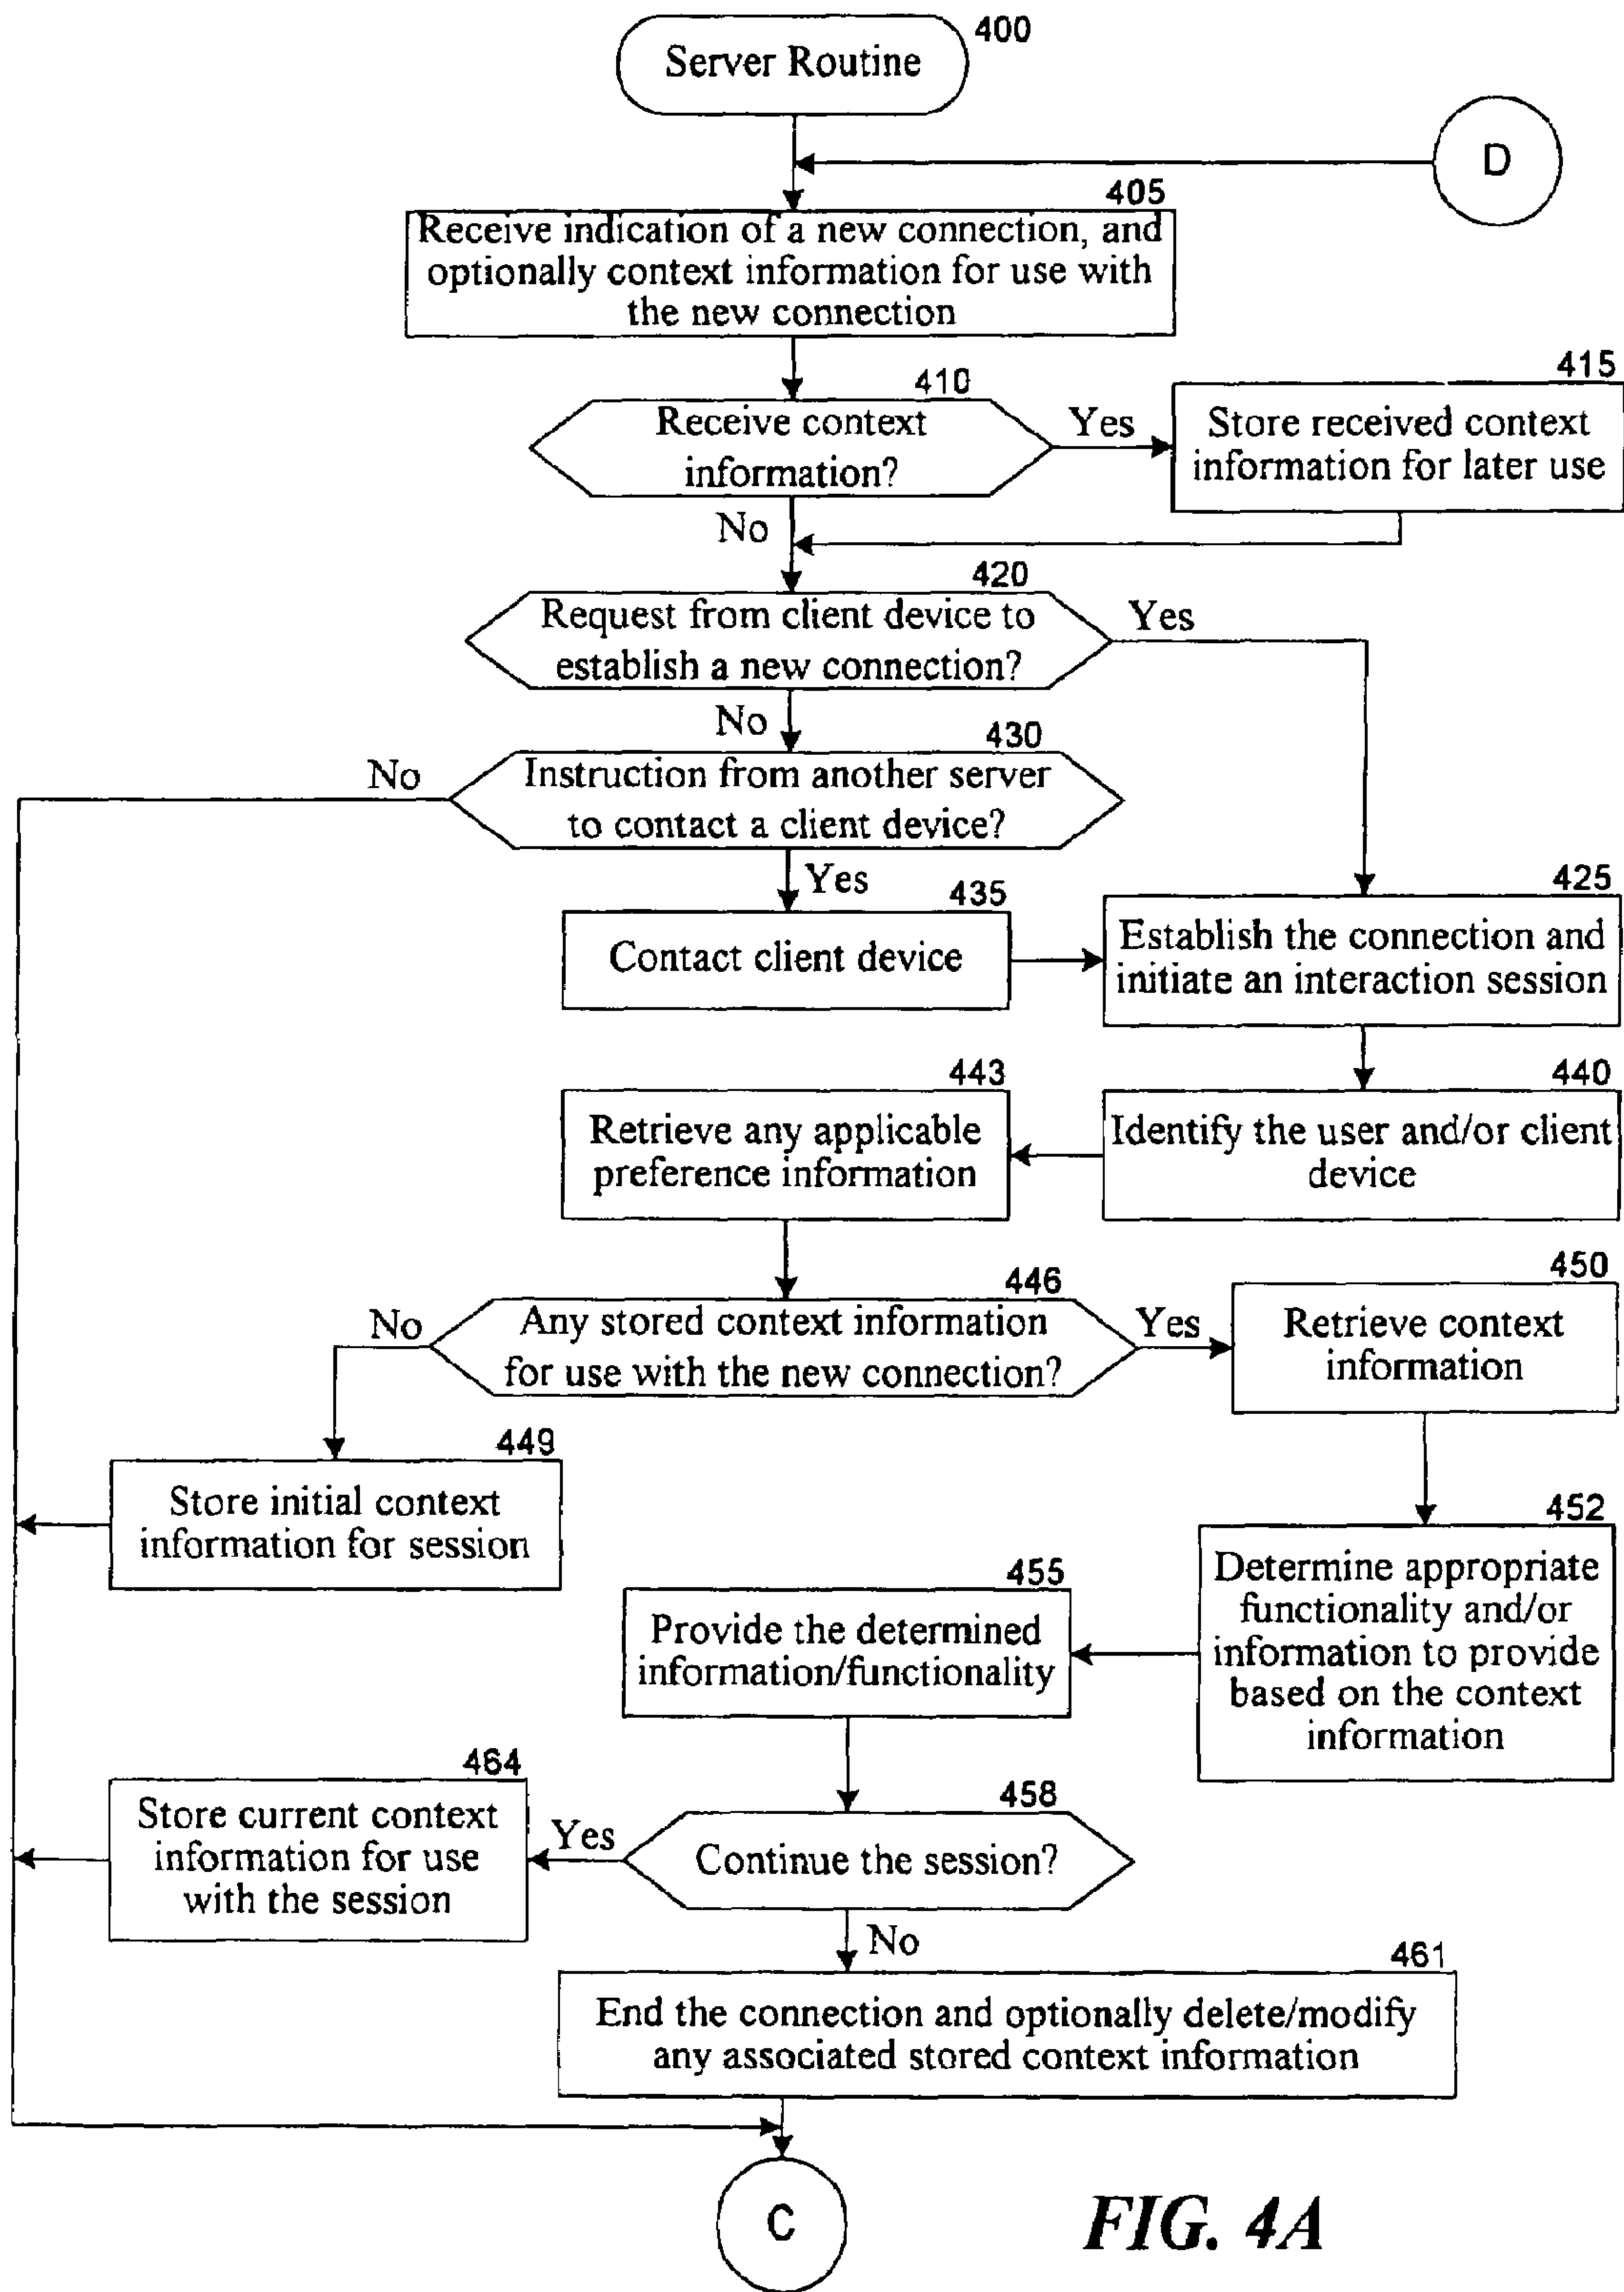 Server Routine
400
D
405
Receive indication of a new connection, and
optionally context information for use with
the new connection
410
Receive context
information?
Yes
415
Store received context
information for later use
No
420
Request from client device to
establish a new connection?
Yes
No
430
Instruction from another server
to contact a client device?
No
Yes
435
Contact client device
425
Establish the connection and
initiate an interaction session
443
Retrieve any applicable
preference information
440
Identify the user and/or client
device
446
Any stored context information
for use with the new connection?
No
Yes
450
Retrieve context
information
449
Store initial context
information for session
452
Determine appropriate
functionality and/or
information to provide
based on the context
information
455
Provide the determined
information/functionality
464
Store current context
information for use
with the session
Yes
458
Continue the session?
No
461
End the connection and optionally delete/modify
any associated stored context information
C
FIG. 4A